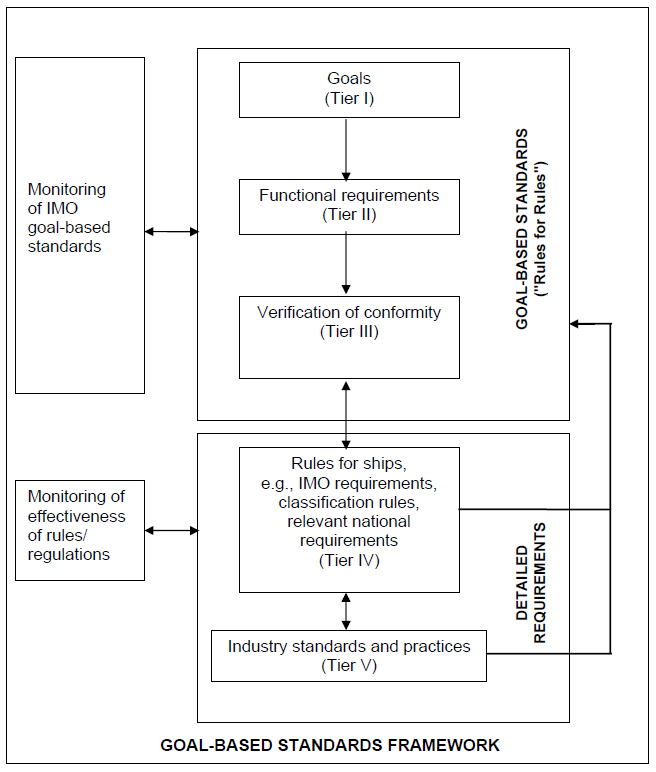 Goals
(Tier I)
Monitoring
of IMO
goal-based
standards
Functional requirements
(Tier II)
GOAL-BASED STANDARDS
("Rules for Rules")
Verification of conformity
(Tier III)
Rules for ships,
e.g., IMO requirements,
classification rules,
relevant national
requirements
(Tier IV)
Monitoring of
effectiveness
of rules/
regulations
DETAILED
REQUIREMENTS
Industry standards and practices
(Tier V)
GOAL-BASED STANDARDS FRAMEWORK